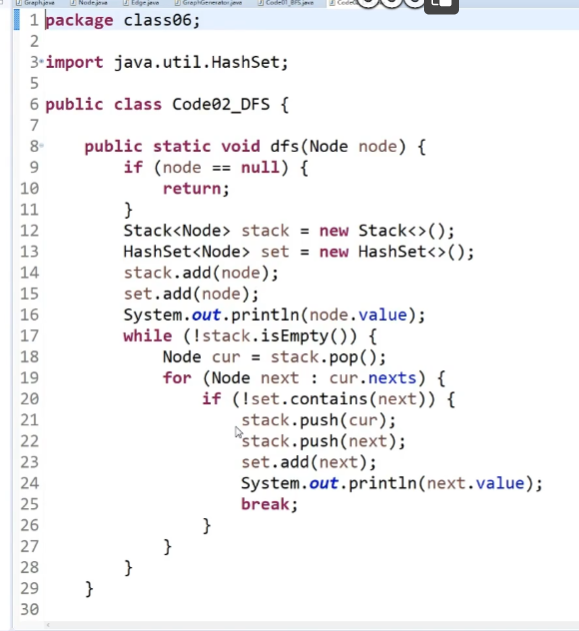 Graph.java Node.java Edge.java GraphGenerator.java Code01_BFS.java
1 package class06;
2
3 import java.util.HashSet;
5
6 public class Code02_DFS {
7
8 public static void dfs(Node node) {
9 if (node == null) {
10 return;
11 }
12 Stack<Node> stack = new Stack<>();
13 HashSet<Node> set = new HashSet<>();
14 stack.add(node);
15 set.add(node);
16 System.out.println(node.value);
17 while (!stack.isEmpty()) {
18 Node cur = stack.pop();
19 for (Node next : cur.nexts) {
20 if (!set.contains(next)) {
21 stack.push(cur);
22 stack.push(next);
23 set.add(next);
24 System.out.println(next.value);
25 break;
26 }
27 }
28 }
29 }
30